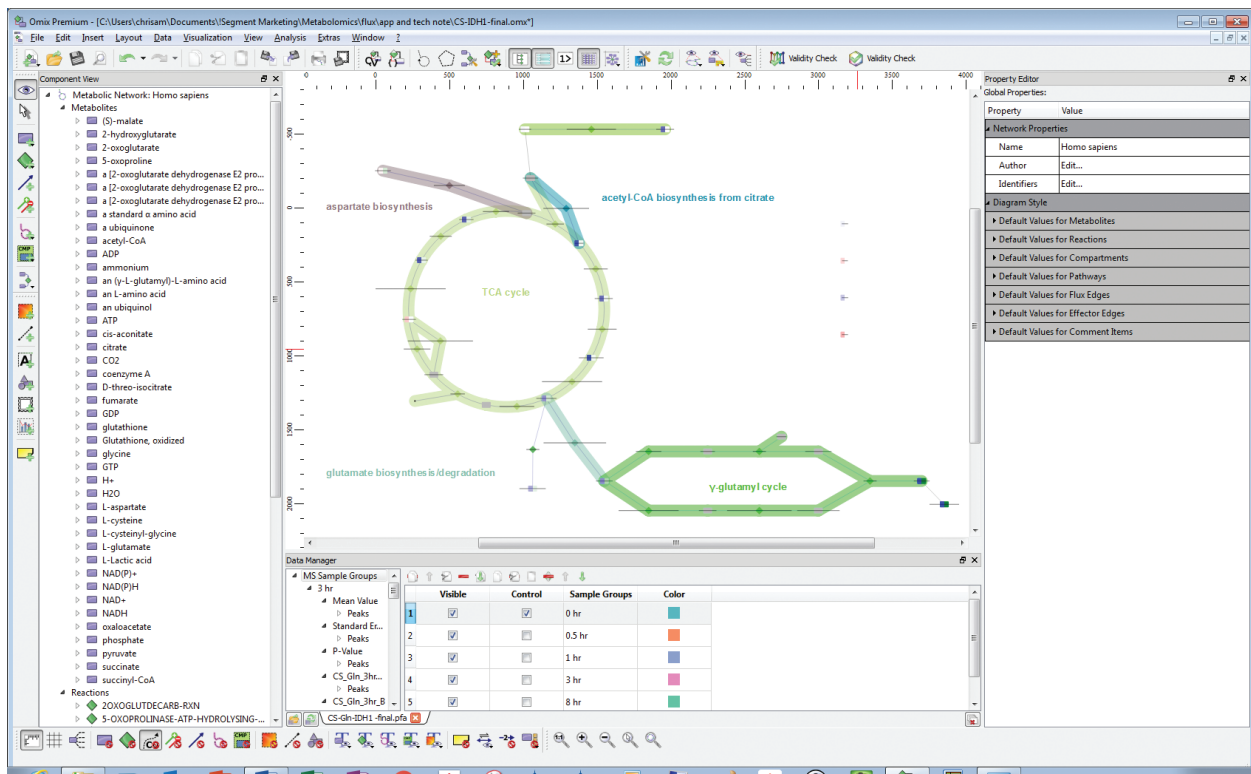 Omix Premium - [C:\Users\chrisam\Documents\!Segment Marketing\Metabolomics\flux\app and tech note\CS-IDH1-final.omx*]
File Edit Insert Layout Data Visualization View Analysis Extras Window ?
1> Validity Check Validity Check
Component View
Metabolic Network: Homo sapiens
Metabolites
(S)-malate
2-hydroxyglutarate
2-oxoglutarate
5-oxoproline
a [2-oxoglutarate dehydrogenase E2 pro...
a [2-oxoglutarate dehydrogenase E2 pro...
a [2-oxoglutarate dehydrogenase E2 pro...
a standard α amino acid
a ubiquinone
acetyl-CoA
ADP
ammonium
an (γ-L-glutamyl)-L-amino acid
an L-amino acid
an ubiquinol
ATP
cis-aconitate
citrate
CO2
coenzyme A
D-threo-isocitrate
fumarate
GDP
glutathione
Glutathione, oxidized
glycine
GTP
H+
H2O
L-aspartate
L-cysteine
L-cysteinyl-glycine
L-glutamate
L-Lactic acid
NAD(P)+
NAD(P)H
NAD+
NADH
oxaloacetate
phosphate
pyruvate
succinate
succinyl-CoA
Reactions
2OXOGLUTDECARB-RXN
5-OXOPROLINASE-ATP-HYDROLYSING-...
CMP
A
0 0 500 1000 1500 2000 2500 3000 3500 4000
-500
0
500
1000
1500
2000
aspartate biosynthesis
acetyl-CoA biosynthesis from citrate
TCA cycle
glutamate biosynthesis/degradation
γ-glutamyl cycle
Data Manager
MS Sample Groups
3 hr
Mean Value
Peaks
Standard Er...
Peaks
P-Value
Peaks
CS_Gln_3hr...
Peaks
CS_Gln_3hr_B
Visible Control Sample Groups Color
1 0 hr
2 0.5 hr
3 1 hr
4 3 hr
5 8 hr
CS-Gln-IDH1 -final.pfa
Property Editor
Global Properties:
Property Value
Network Properties
Name Homo sapiens
Author Edit...
Identifiers Edit...
Diagram Style
Default Values for Metabolites
Default Values for Reactions
Default Values for Compartments
Default Values for Pathways
Default Values for Flux Edges
Default Values for Effector Edges
Default Values for Comment Items